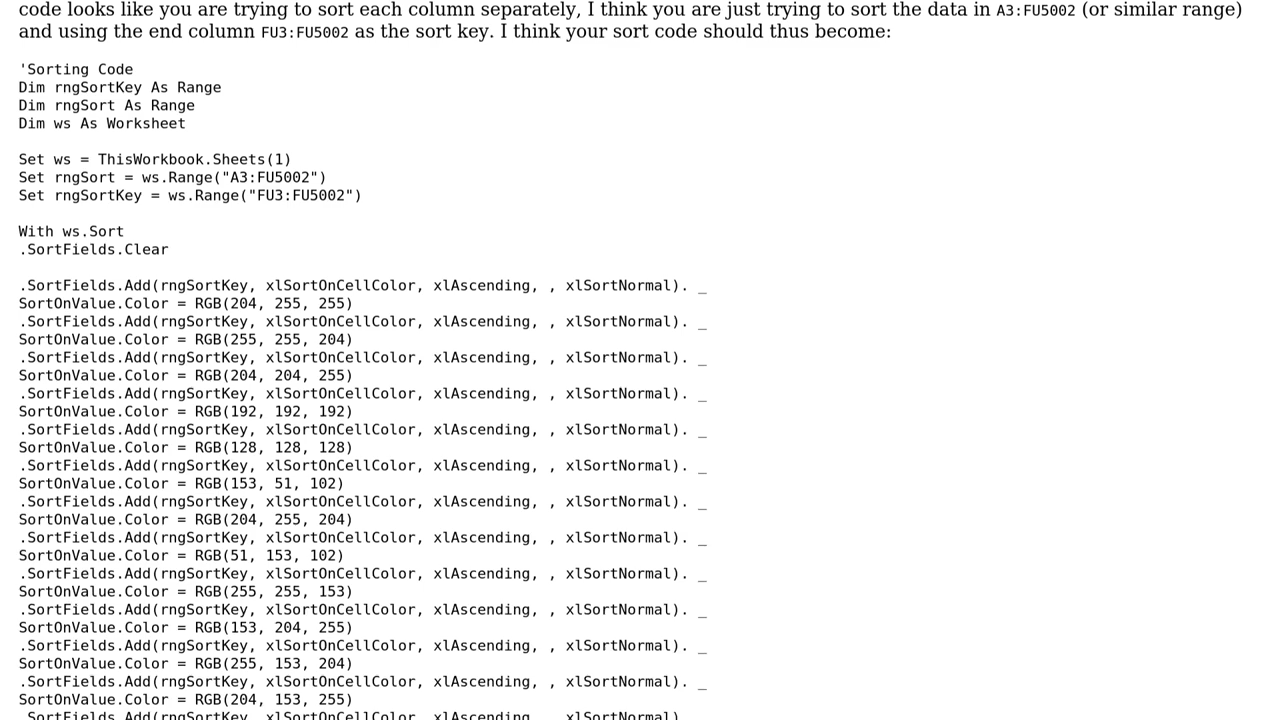 code looks like you are trying to sort each column separately, I think you are just trying to sort the data in A3:FU5002 (or similar range)
and using the end column FU3:FU5002 as the sort key. I think your sort code should thus become:
'Sorting Code
Dim rngSortKey As Range
Dim rngSort As Range
Dim ws As Worksheet
Set ws = ThisWorkbook.Sheets(1)
Set rngSort = ws.Range("A3:FU5002")
Set rngSortKey = ws.Range("FU3:FU5002")
With ws.Sort
.SortFields.Clear
.SortFields.Add(rngSortKey, xlSortOnCellColor, xlAscending, , xlSortNormal). _
SortOnValue.Color = RGB(204, 255, 255)
.SortFields.Add(rngSortKey, xlSortOnCellColor, xlAscending, , xlSortNormal). _
SortOnValue.Color = RGB(255, 255, 204)
.SortFields.Add(rngSortKey, xlSortOnCellColor, xlAscending, , xlSortNormal). _
SortOnValue.Color = RGB(204, 204, 255)
.SortFields.Add(rngSortKey, xlSortOnCellColor, xlAscending, , xlSortNormal). _
SortOnValue.Color = RGB(192, 192, 192)
.SortFields.Add(rngSortKey, xlSortOnCellColor, xlAscending, , xlSortNormal). _
SortOnValue.Color = RGB(128, 128, 128)
.SortFields.Add(rngSortKey, xlSortOnCellColor, xlAscending, , xlSortNormal). _
SortOnValue.Color = RGB(153, 51, 102)
.SortFields.Add(rngSortKey, xlSortOnCellColor, xlAscending, , xlSortNormal). _
SortOnValue.Color = RGB(204, 255, 204)
.SortFields.Add(rngSortKey, xlSortOnCellColor, xlAscending, , xlSortNormal). _
SortOnValue.Color = RGB(51, 153, 102)
.SortFields.Add(rngSortKey, xlSortOnCellColor, xlAscending, , xlSortNormal). _
SortOnValue.Color = RGB(255, 255, 153)
.SortFields.Add(rngSortKey, xlSortOnCellColor, xlAscending, , xlSortNormal). _
SortOnValue.Color = RGB(153, 204, 255)
.SortFields.Add(rngSortKey, xlSortOnCellColor, xlAscending, , xlSortNormal). _
SortOnValue.Color = RGB(255, 153, 204)
.SortFields.Add(rngSortKey, xlSortOnCellColor, xlAscending, , xlSortNormal). _
SortOnValue.Color = RGB(204, 153, 255)
.SortFields.Add(rngSortKey, xlSortOnCellColor, xlAscending, , xlSortNormal).